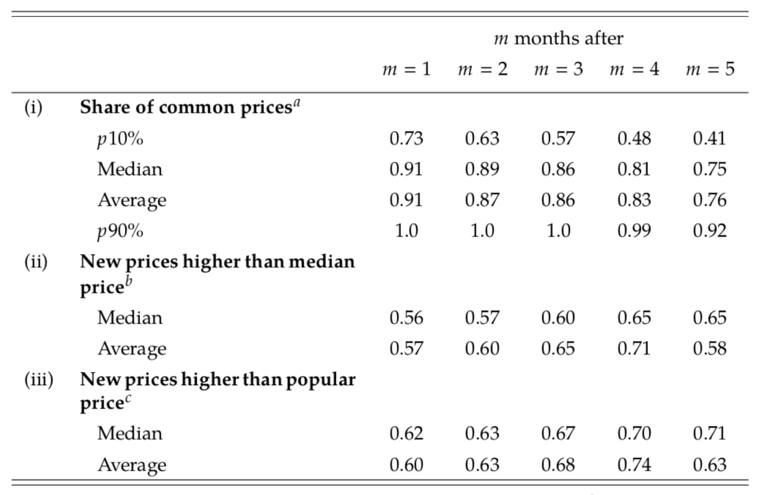 m months after
m = 1 m = 2 m = 3 m = 4 m = 5
(i) Share of common prices^a
p10% 0.73 0.63 0.57 0.48 0.41
Median 0.91 0.89 0.86 0.81 0.75
Average 0.91 0.87 0.86 0.83 0.76
p90% 1.0 1.0 1.0 0.99 0.92
(ii) New prices higher than median
price^b
Median 0.56 0.57 0.60 0.65 0.65
Average 0.57 0.60 0.65 0.71 0.58
(iii) New prices higher than popular
price^c
Median 0.62 0.63 0.67 0.70 0.71
Average 0.60 0.63 0.68 0.74 0.63